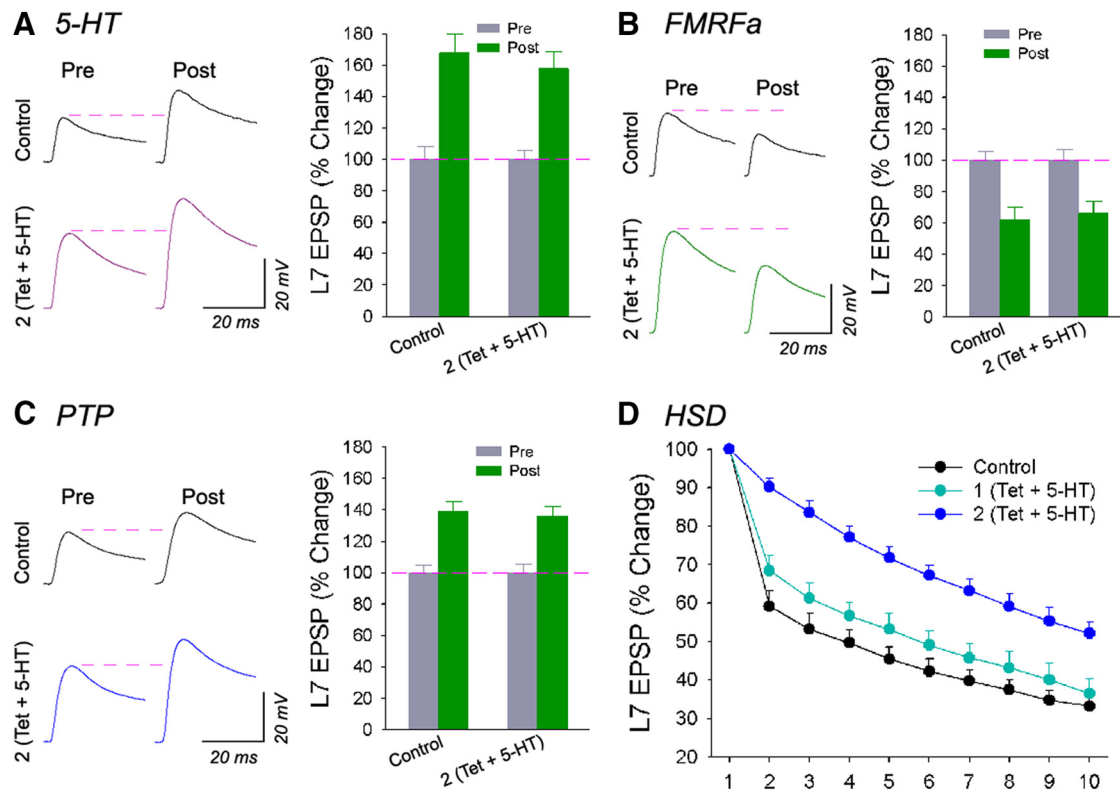 A 5-HT
Pre Post
Control
2 (Tet + 5-HT)
20 mV
20 ms
L7 EPSP (% Change)
180
160
140
120
100
80
60
40
20
0
Pre
Post
Control
2 (Tet + 5-HT)
B FMRFa
Pre Post
Control
2 (Tet + 5-HT)
20 mV
20 ms
L7 EPSP (% Change)
180
160
140
120
100
80
60
40
20
0
Pre
Post
Control
2 (Tet + 5-HT)
C PTP
Pre Post
Control
2 (Tet + 5-HT)
20 mV
20 ms
L7 EPSP (% Change)
180
160
140
120
100
80
60
40
20
0
Pre
Post
Control
2 (Tet + 5-HT)
D HSD
L7 EPSP (% Change)
100
90
80
70
60
50
40
30
20
Control
1 (Tet + 5-HT)
2 (Tet + 5-HT)
1 2 3 4 5 6 7 8 9 10